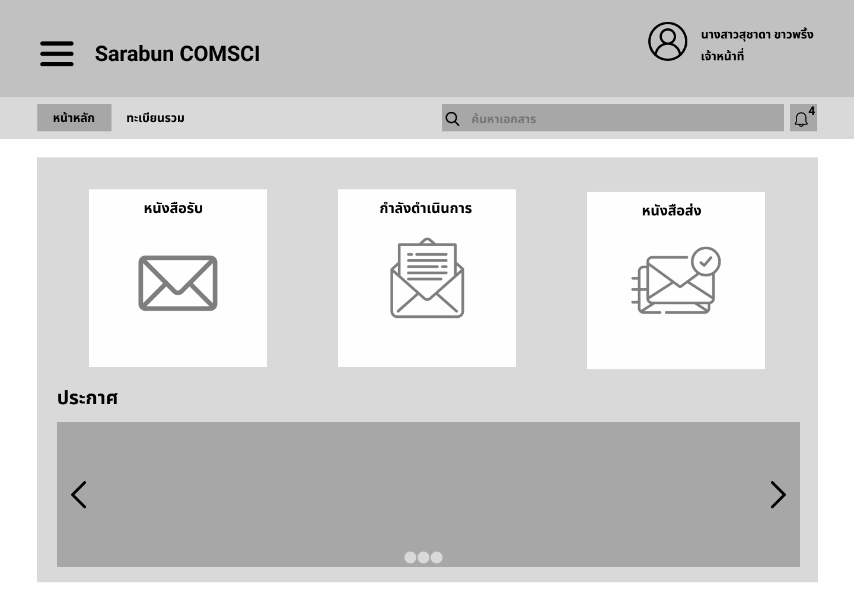 Sarabun COMSCI
นางสาวสุชาดา ขาวพริ้ง
เจ้าหน้าที่
หน้าหลัก
ทะเบียนรวม
ค้นหาเอกสาร
4
หนังสือรับ
กำลังดำเนินการ
หนังสือส่ง
ประกาศ